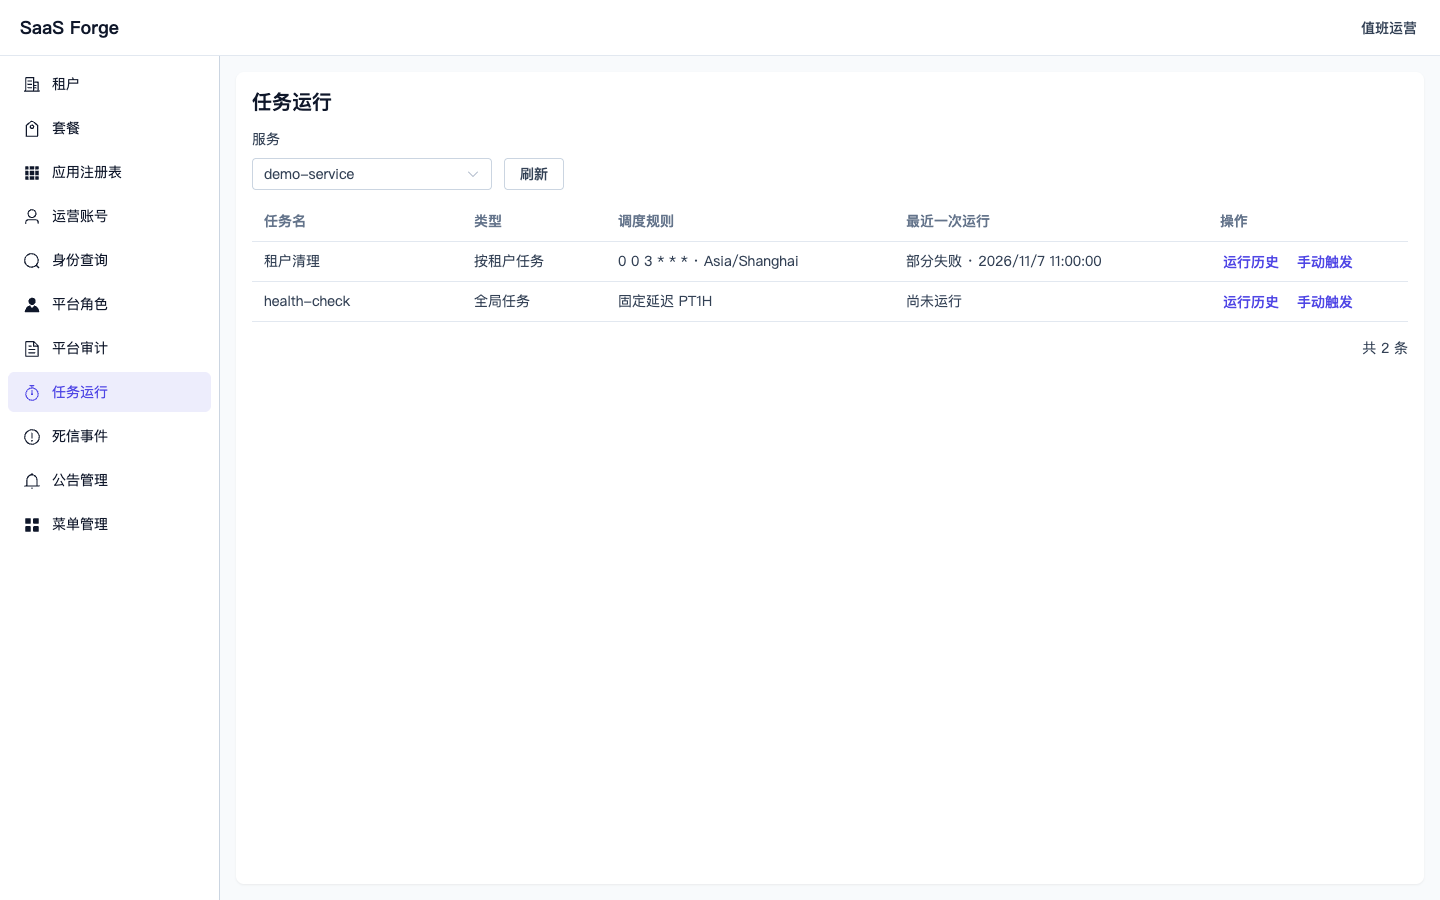 SaaS Forge
值班运营
租户
套餐
应用注册表
运营账号
身份查询
平台角色
平台审计
任务运行
死信事件
公告管理
菜单管理
任务运行
服务
demo-service
刷新
任务名 类型 调度规则 最近一次运行 操作
租户清理 按租户任务 0 0 3 * * * · Asia/Shanghai 部分失败 · 2026/11/7 11:00:00 运行历史 手动触发
health-check 全局任务 固定延迟 PT1H 尚未运行 运行历史 手动触发
共 2 条